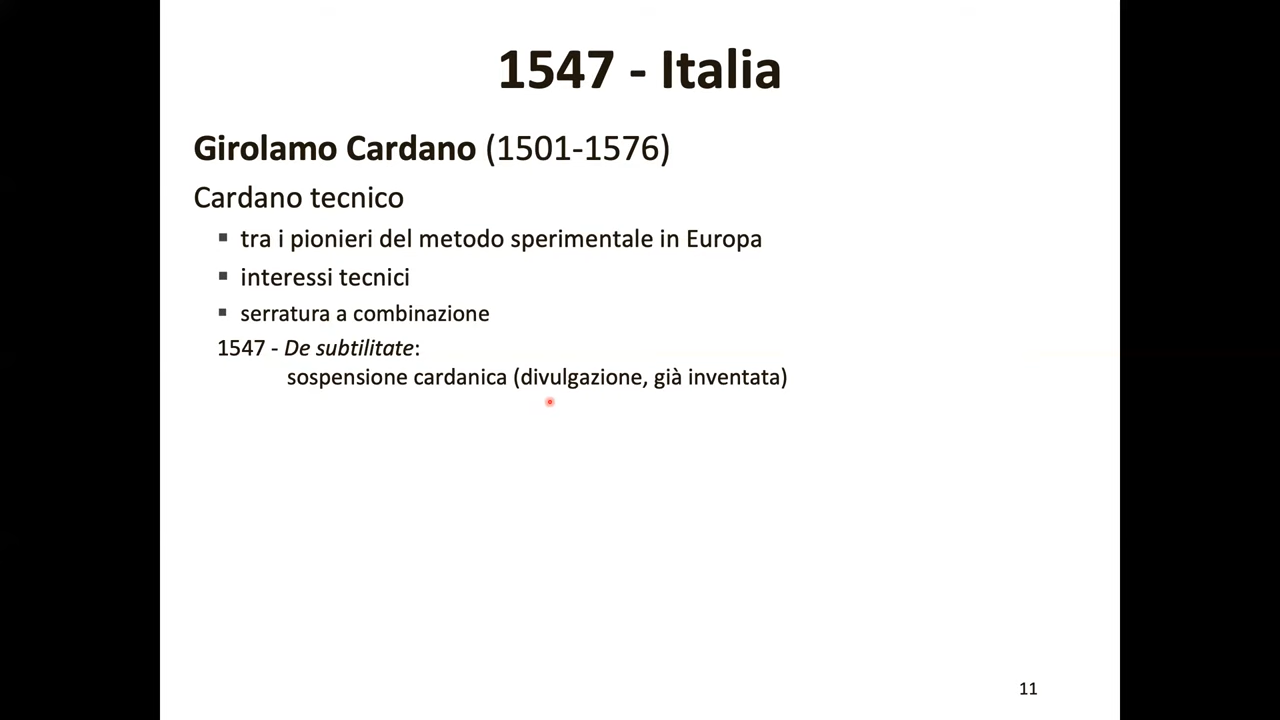 1547 - Italia
Girolamo Cardano (1501-1576)
Cardano tecnico
▪ tra i pionieri del metodo sperimentale in Europa
▪ interessi tecnici
▪ serratura a combinazione
1547 - De subtilitate:
sospensione cardanica (divulgazione, già inventata)
11